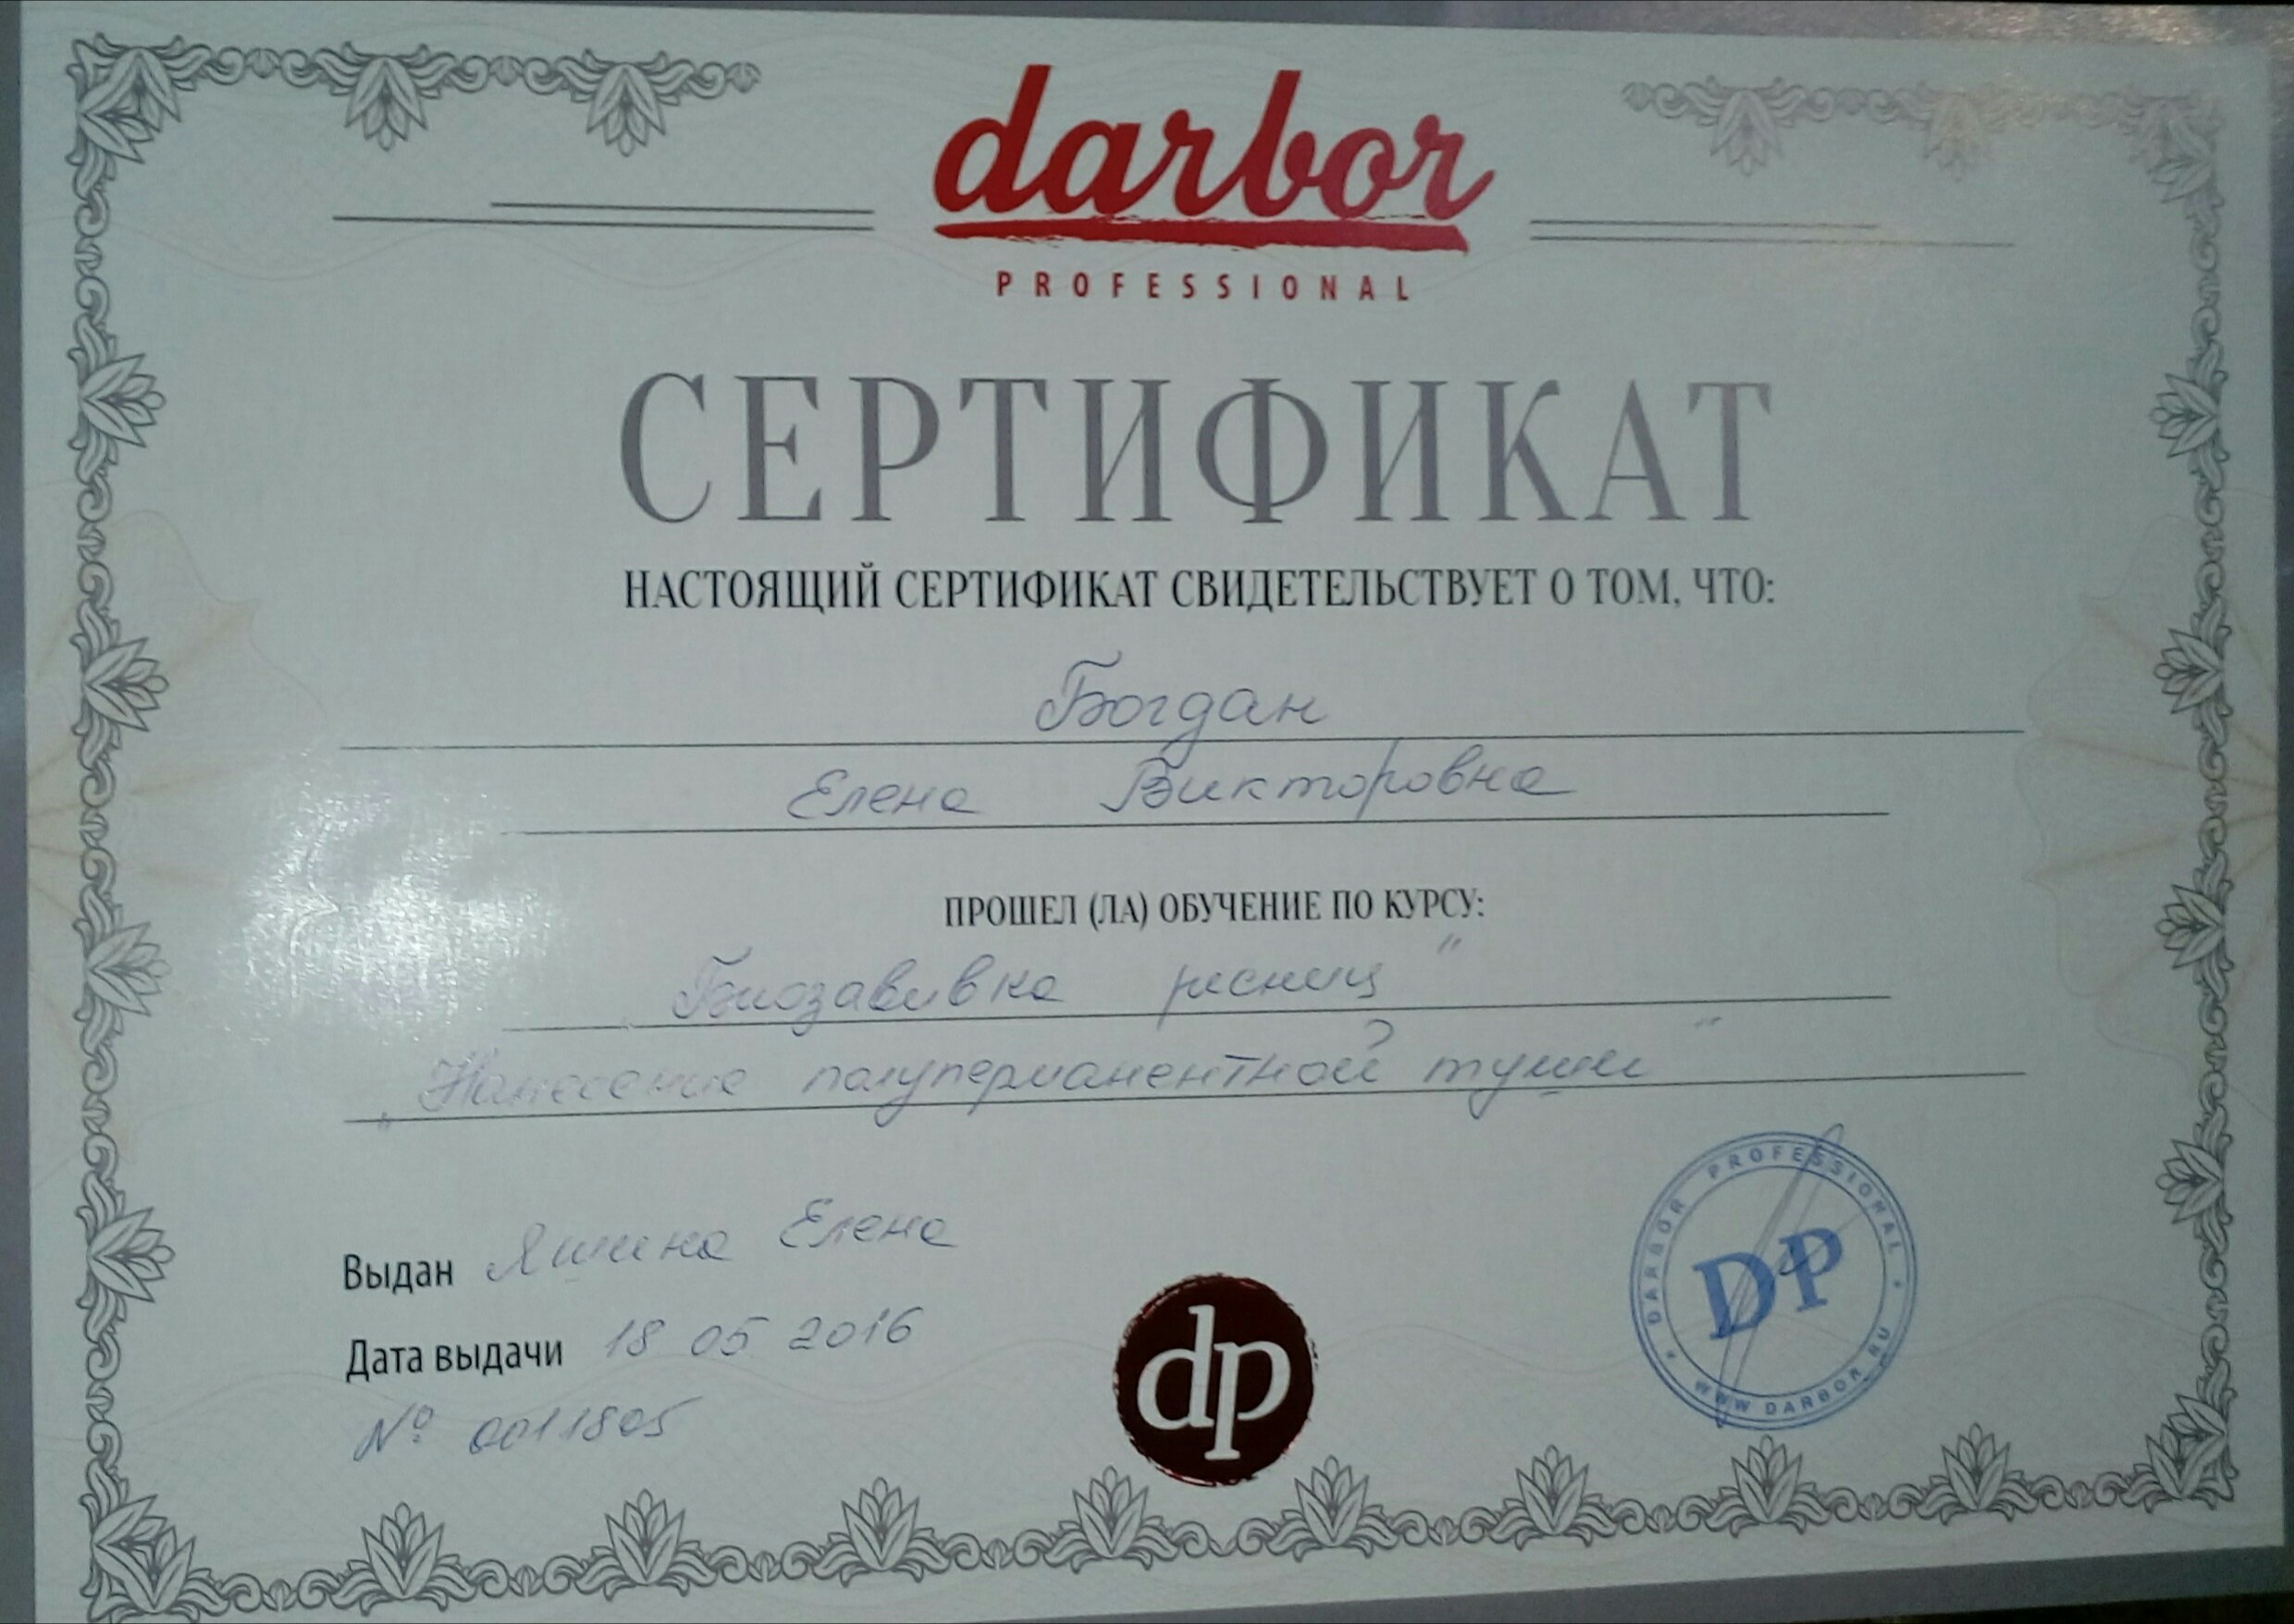 darbor
PROFESSIONAL
СЕРТИФИКАТ
НАСТОЯЩИЙ СЕРТИФИКАТ СВИДЕТЕЛЬСТВУЕТ О ТОМ, ЧТО:
Богдан
Елена Викторовна
ПРОШЕЛ (ЛА) ОБУЧЕНИЕ ПО КУРСУ:
Биозавивка ресниц"
„Нанесение полуперманентной туши"
Выдан Яшина Елена
Дата выдачи 18 05 2016
№ 0011805
dp
DARBOR PROFESSIONAL
DP
WWW DARBOR.RU